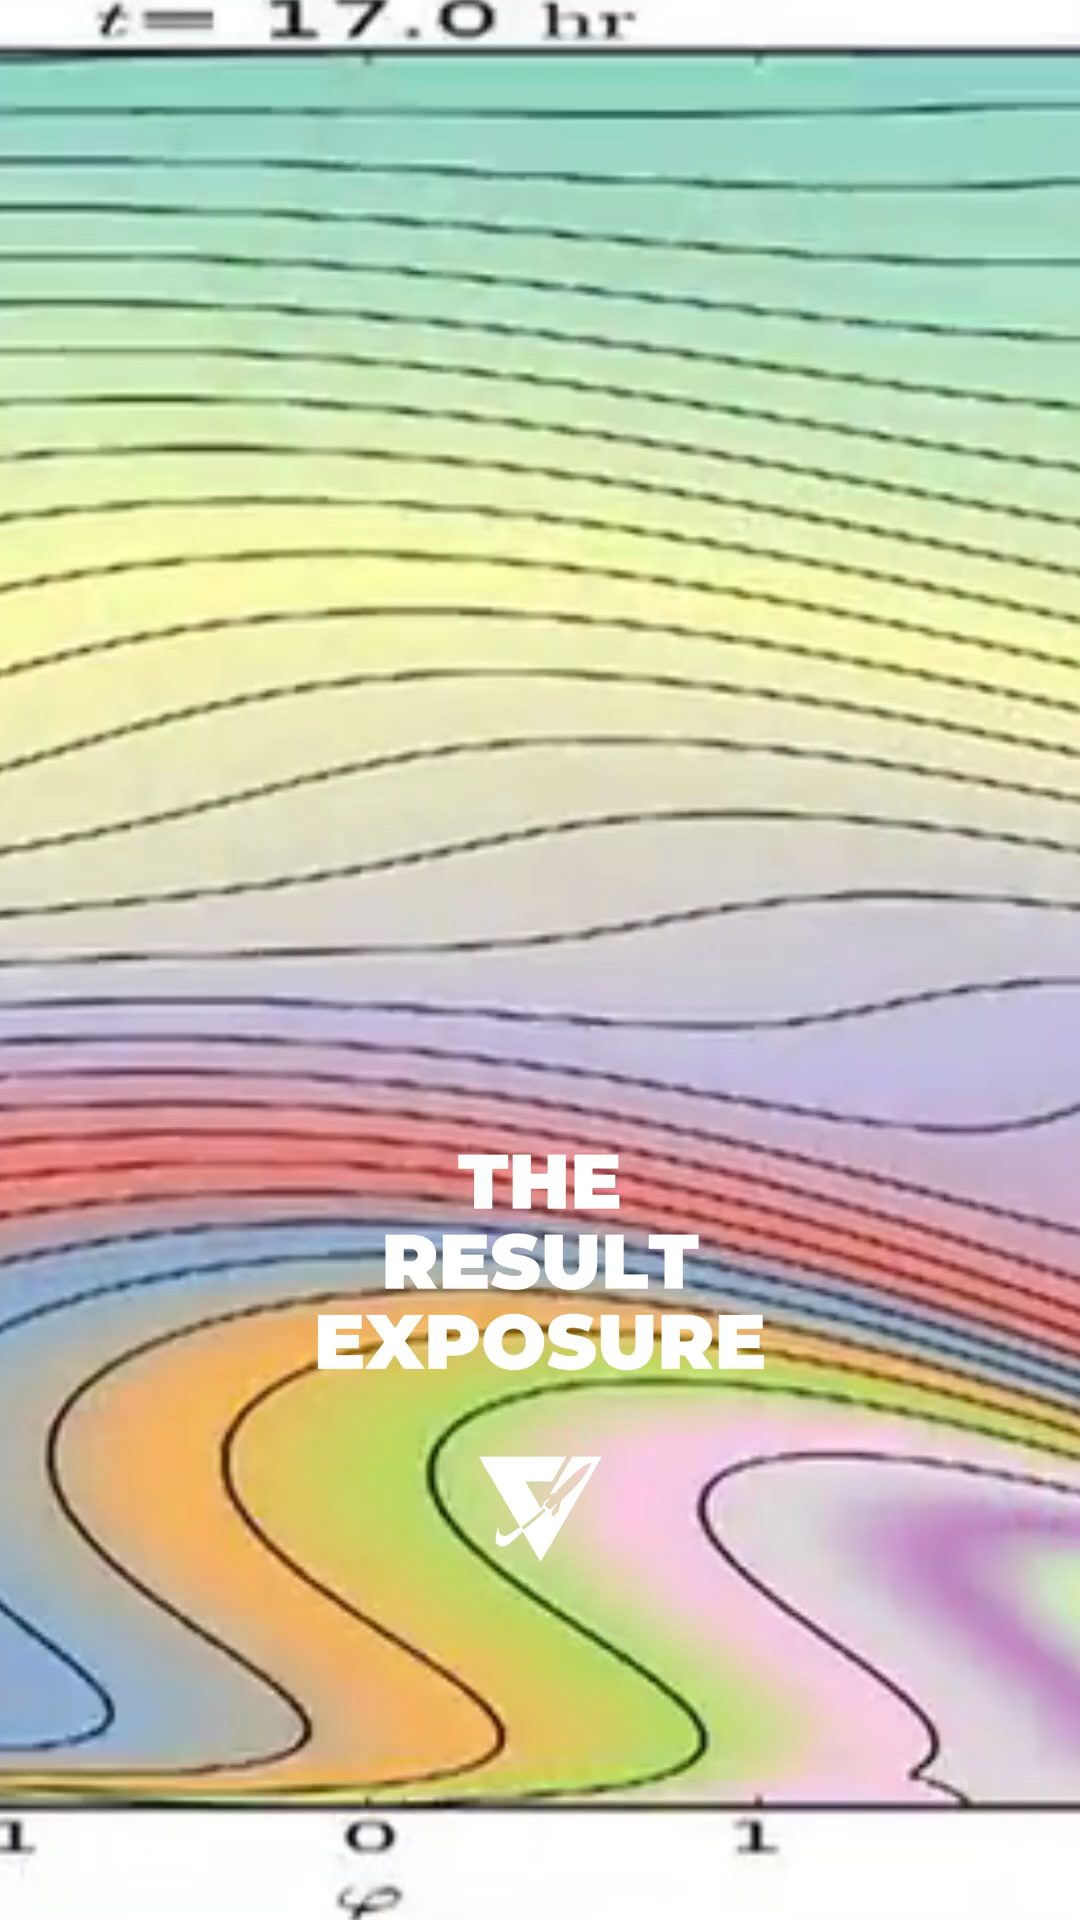 t= 17.0 hr
THE
RESULT
EXPOSURE
1 0 1
φ